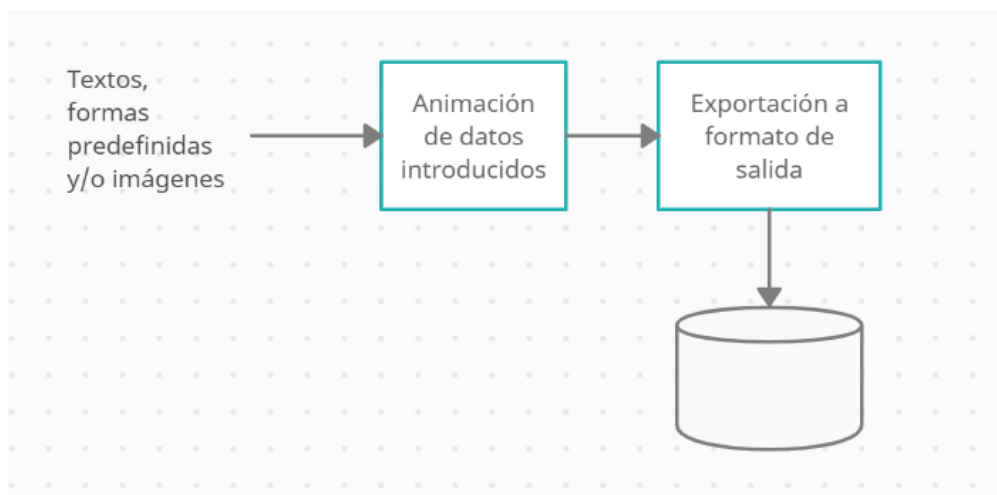 Textos,
formas
predefinidas
y/o imágenes
Animación
de datos
introducidos
Exportación a
formato de
salida